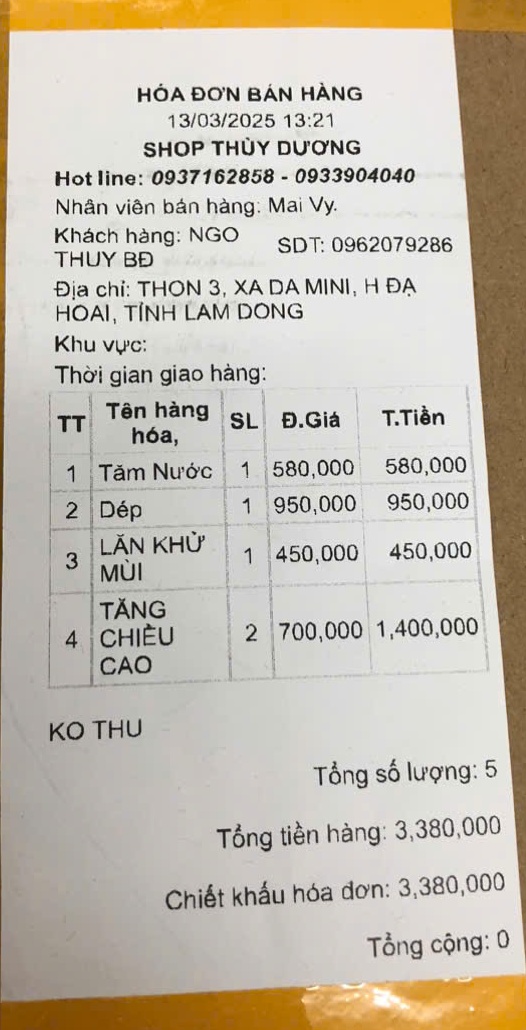 HÓA ĐƠN BÁN HÀNG
13/03/2025 13:21
SHOP THÙY DƯƠNG
Hot line: 0937162858 - 0933904040
Nhân viên bán hàng: Mai Vy.
Khách hàng: NGO THUY BĐ SDT: 0962079286
Địa chỉ: THON 3, XA DA MINI, H ĐẠ
HOAI, TỈNH LAM DONG
Khu vực:
Thời gian giao hàng:
TT Tên hàng hóa, SL Đ.Giá T.Tiền
1 Tăm Nước 1 580,000 580,000
2 Dép 1 950,000 950,000
3 LĂN KHỬ MÙI 1 450,000 450,000
4 TĂNG CHIỀU CAO 2 700,000 1,400,000
KO THU
Tổng số lượng: 5
Tổng tiền hàng: 3,380,000
Chiết khấu hóa đơn: 3,380,000
Tổng cộng: 0